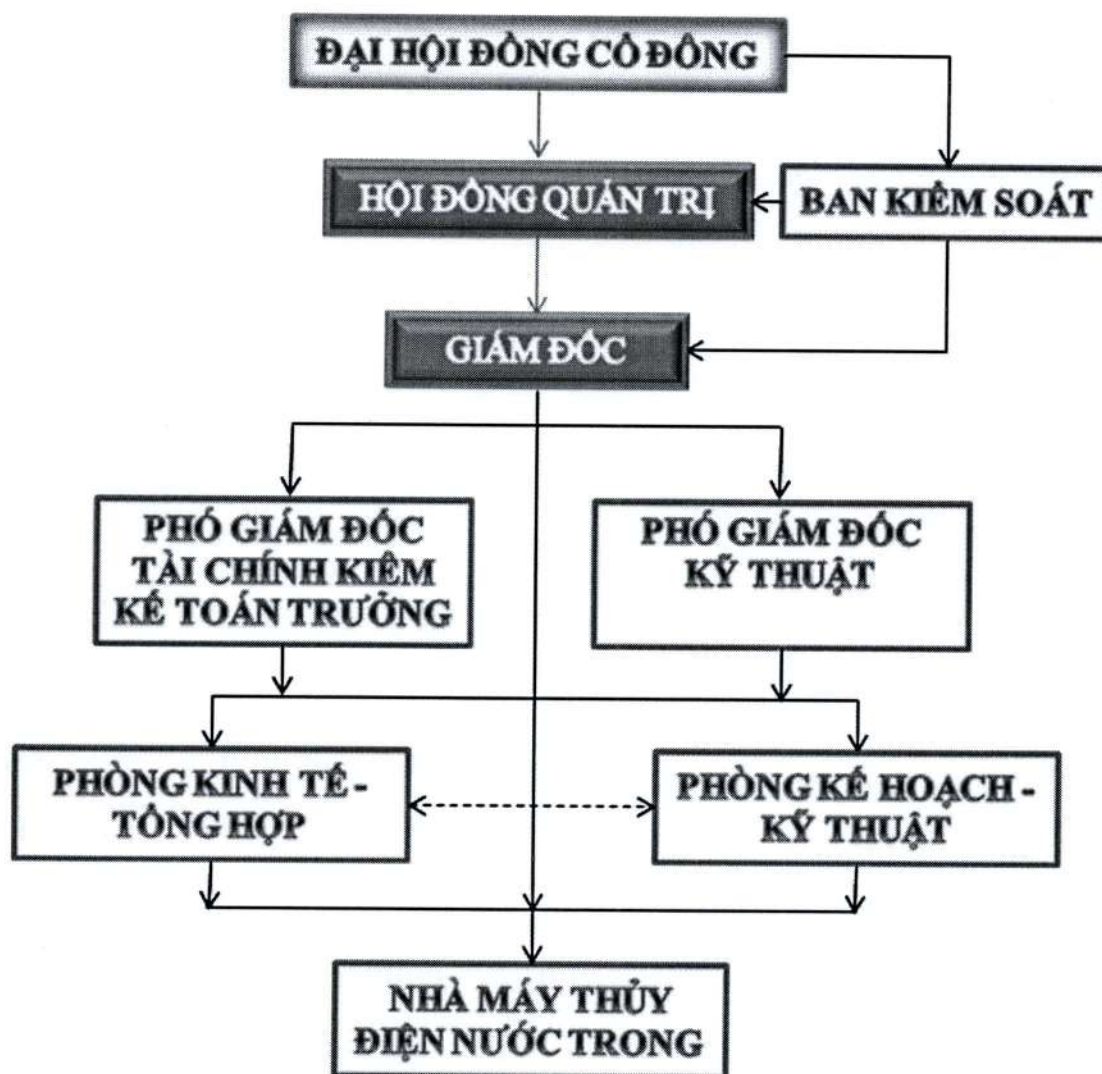 ĐẠI HỘI ĐỒNG CỔ ĐÔNG
HỘI ĐỒNG QUẢN TRỊ
BAN KIỂM SOÁT
GIÁM ĐỐC
PHÓ GIÁM ĐỐC
TÀI CHÍNH KIÊM
KẾ TOÁN TRƯỞNG
PHÓ GIÁM ĐỐC
KỸ THUẬT
PHÒNG KINH TẾ -
TỔNG HỢP
PHÒNG KẾ HOẠCH -
KỸ THUẬT
NHÀ MÁY THỦY
ĐIỆN NƯỚC TRONG